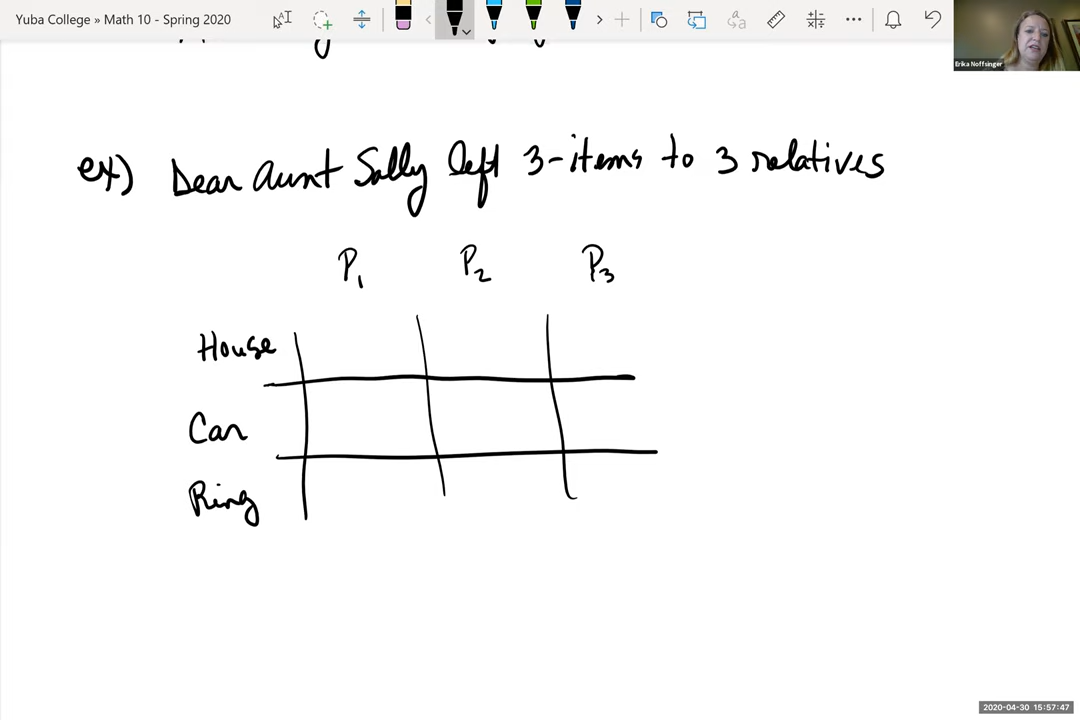 Yuba College » Math 10 - Spring 2020
Erika Noffsinger
ex) Dear Aunt Sally left 3-items to 3 relatives
P1 P2 P3
House
Car
Ring
2020-04-30 15:57:47